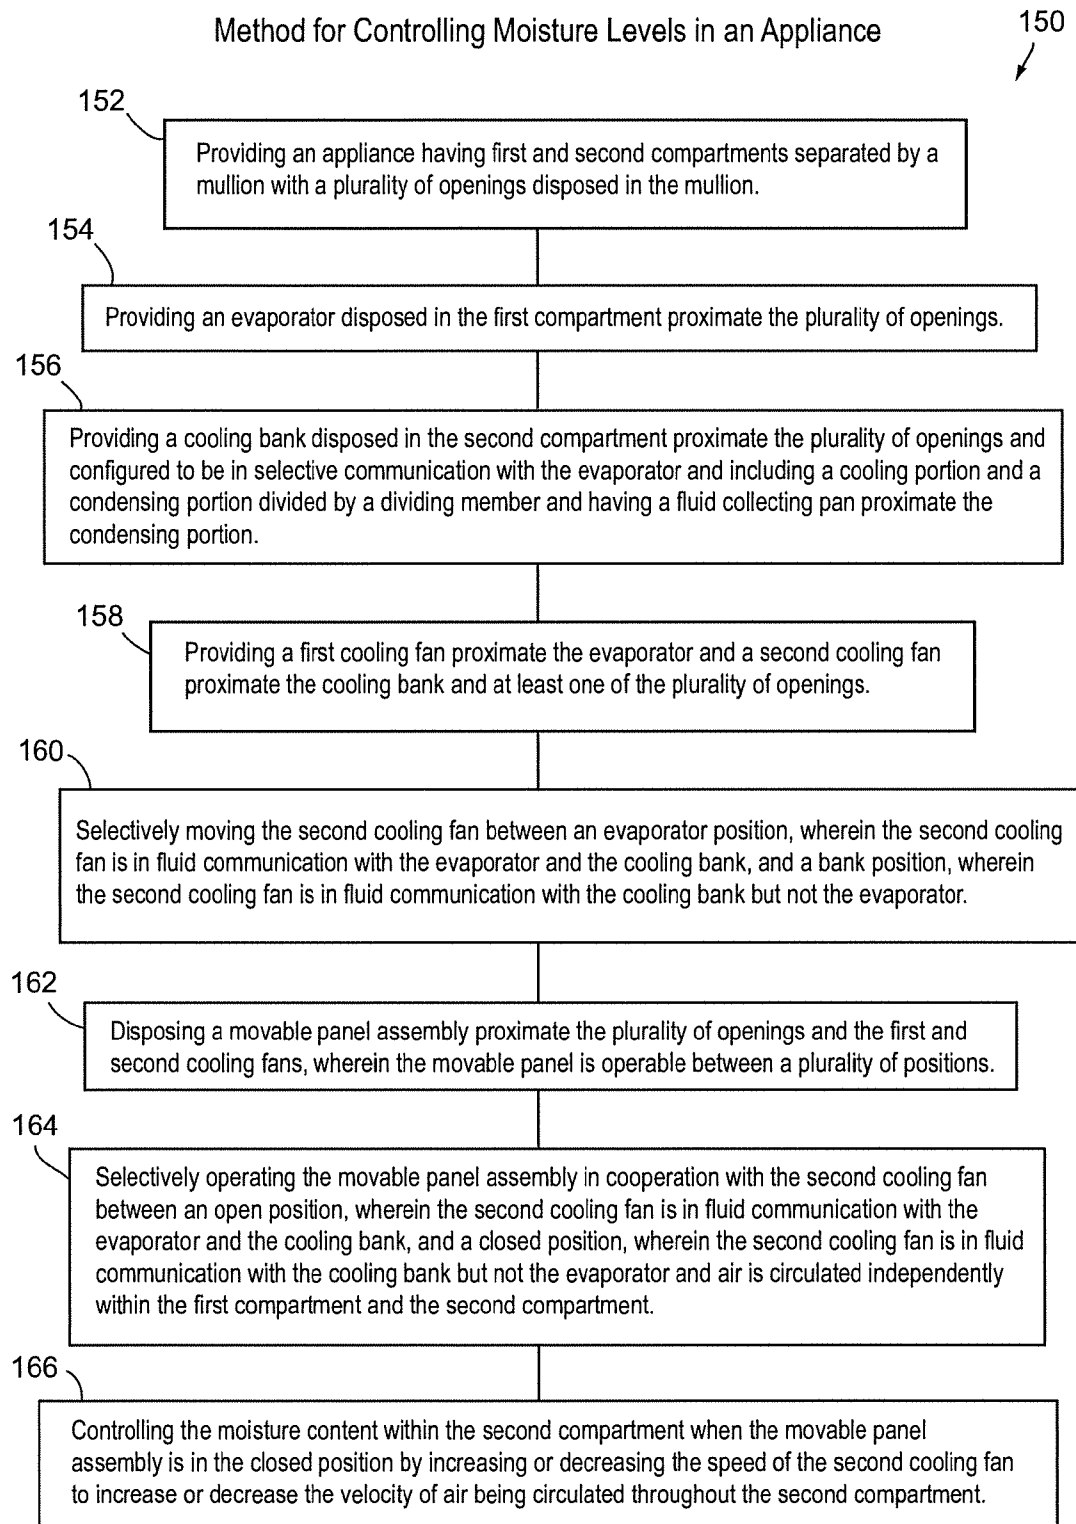 Method for Controlling Moisture Levels in an Appliance
150
152
Providing an appliance having first and second compartments separated by a
mullion with a plurality of openings disposed in the mullion.
154
Providing an evaporator disposed in the first compartment proximate the plurality of openings.
156
Providing a cooling bank disposed in the second compartment proximate the plurality of openings and
configured to be in selective communication with the evaporator and including a cooling portion and a
condensing portion divided by a dividing member and having a fluid collecting pan proximate the
condensing portion.
158
Providing a first cooling fan proximate the evaporator and a second cooling fan
proximate the cooling bank and at least one of the plurality of openings.
160
Selectively moving the second cooling fan between an evaporator position, wherein the second cooling
fan is in fluid communication with the evaporator and the cooling bank, and a bank position, wherein
the second cooling fan is in fluid communication with the cooling bank but not the evaporator.
162
Disposing a movable panel assembly proximate the plurality of openings and the first and
second cooling fans, wherein the movable panel is operable between a plurality of positions.
164
Selectively operating the movable panel assembly in cooperation with the second cooling fan
between an open position, wherein the second cooling fan is in fluid communication with the
evaporator and the cooling bank, and a closed position, wherein the second cooling fan is in fluid
communication with the cooling bank but not the evaporator and air is circulated independently
within the first compartment and the second compartment.
166
Controlling the moisture content within the second compartment when the movable panel
assembly is in the closed position by increasing or decreasing the speed of the second cooling fan
to increase or decrease the velocity of air being circulated throughout the second compartment.